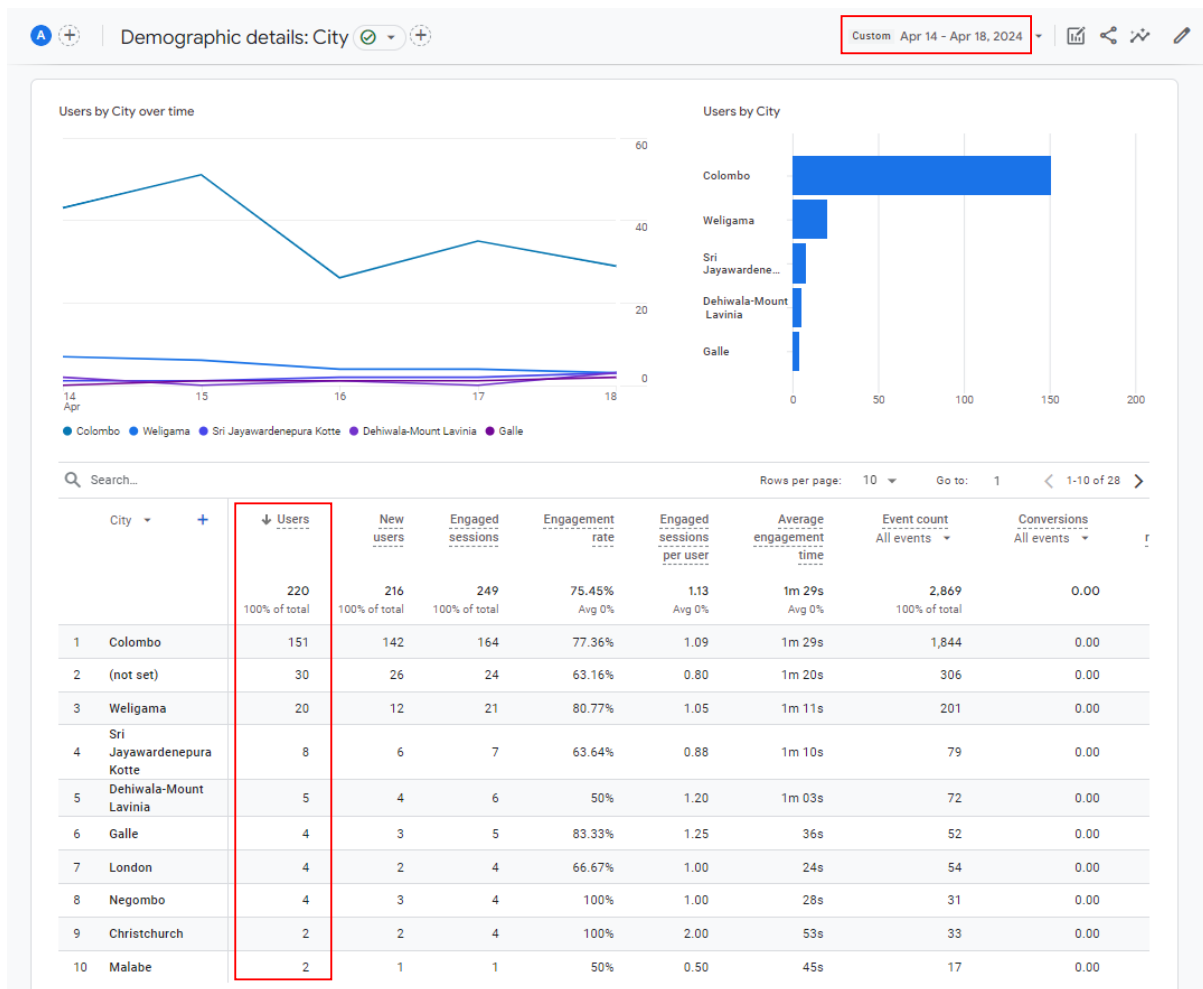 A
Demographic details: City
Custom Apr 14 - Apr 18, 2024
Users by City over time
60
40
20
0
14
Apr
15
16
17
18
Colombo Weligama Sri Jayawardenepura Kotte Dehiwala-Mount Lavinia Galle
Users by City
Colombo
Weligama
Sri
Jayawardene...
Dehiwala-Mount
Lavinia
Galle
0 50 100 150 200
Search...
Rows per page: 10 Go to: 1 1-10 of 28
City + Users New users Engaged sessions Engagement rate Engaged sessions per user Average engagement time Event count All events Conversions All events r
220 216 249 75.45% 1.13 1m 29s 2,869 0.00
100% of total 100% of total 100% of total Avg 0% Avg 0% Avg 0% 100% of total
1 Colombo 151 142 164 77.36% 1.09 1m 29s 1,844 0.00
2 (not set) 30 26 24 63.16% 0.80 1m 20s 306 0.00
3 Weligama 20 12 21 80.77% 1.05 1m 11s 201 0.00
4 Sri Jayawardenepura Kotte 8 6 7 63.64% 0.88 1m 10s 79 0.00
5 Dehiwala-Mount Lavinia 5 4 6 50% 1.20 1m 03s 72 0.00
6 Galle 4 3 5 83.33% 1.25 36s 52 0.00
7 London 4 2 4 66.67% 1.00 24s 54 0.00
8 Negombo 4 3 4 100% 1.00 28s 31 0.00
9 Christchurch 2 2 4 100% 2.00 53s 33 0.00
10 Malabe 2 1 1 50% 0.50 45s 17 0.00